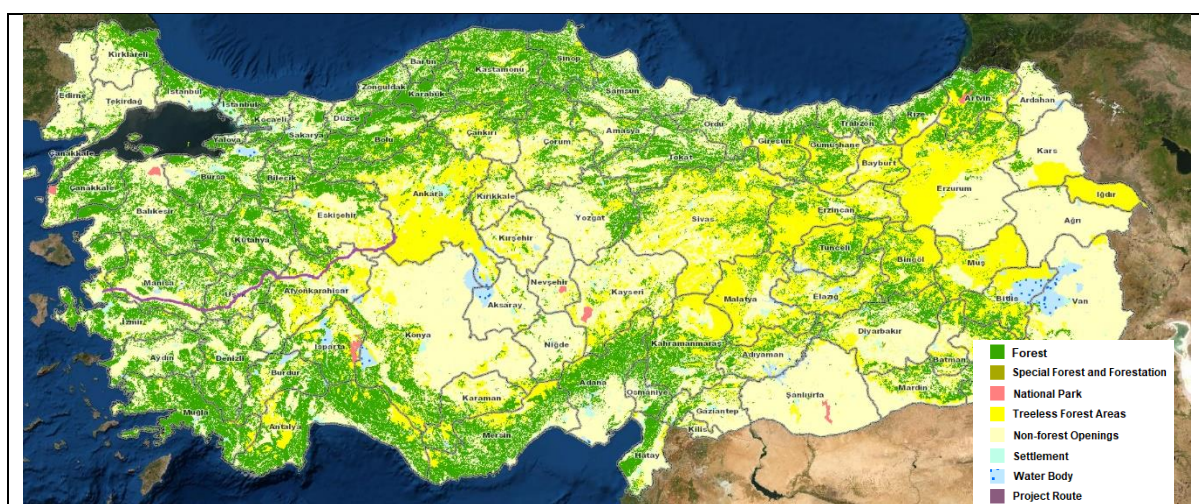 Kırklareli
Edirne
Tekirdağ
İstanbul
İstanbul
Kocaeli
Yalova
Sakarya
Düzce
Zonguldak
Bartın
Karabük
Kastamonu
Sinop
Samsun
Ordu
Giresun
Trabzon
Rize
Artvin
Ardahan
Çanakkale
Çanakkale
Bursa
Bilecik
Bolu
Çankırı
Çorum
Amasya
Tokat
Gümüşhane
Bayburt
Kars
Iğdır
Balıkesir
Kütahya
Eskişehir
Ankara
Kırıkkale
Yozgat
Sivas
Erzincan
Erzurum
Ağrı
Manisa
Uşak
Afyonkarahisar
Kırşehir
Nevşehir
Kayseri
Malatya
Tunceli
Elazığ
Bingöl
Muş
Bitlis
Van
İzmir
Aydın
Denizli
Isparta
Burdur
Konya
Aksaray
Niğde
Kahramanmaraş
Adıyaman
Diyarbakır
Batman
Mardin
Muğla
Antalya
Karaman
Mersin
Adana
Osmaniye
Gaziantep
Kilis
Şanlıurfa
Hatay
Forest
Special Forest and Forestation
National Park
Treeless Forest Areas
Non-forest Openings
Settlement
Water Body
Project Route